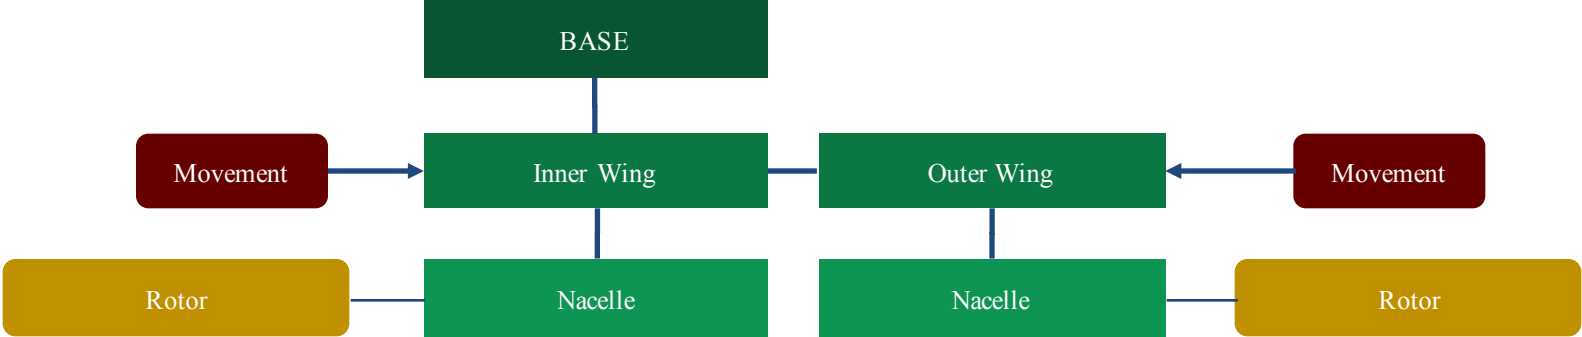 BASE
Movement
Inner Wing
Outer Wing
Movement
Rotor
Nacelle
Nacelle
Rotor